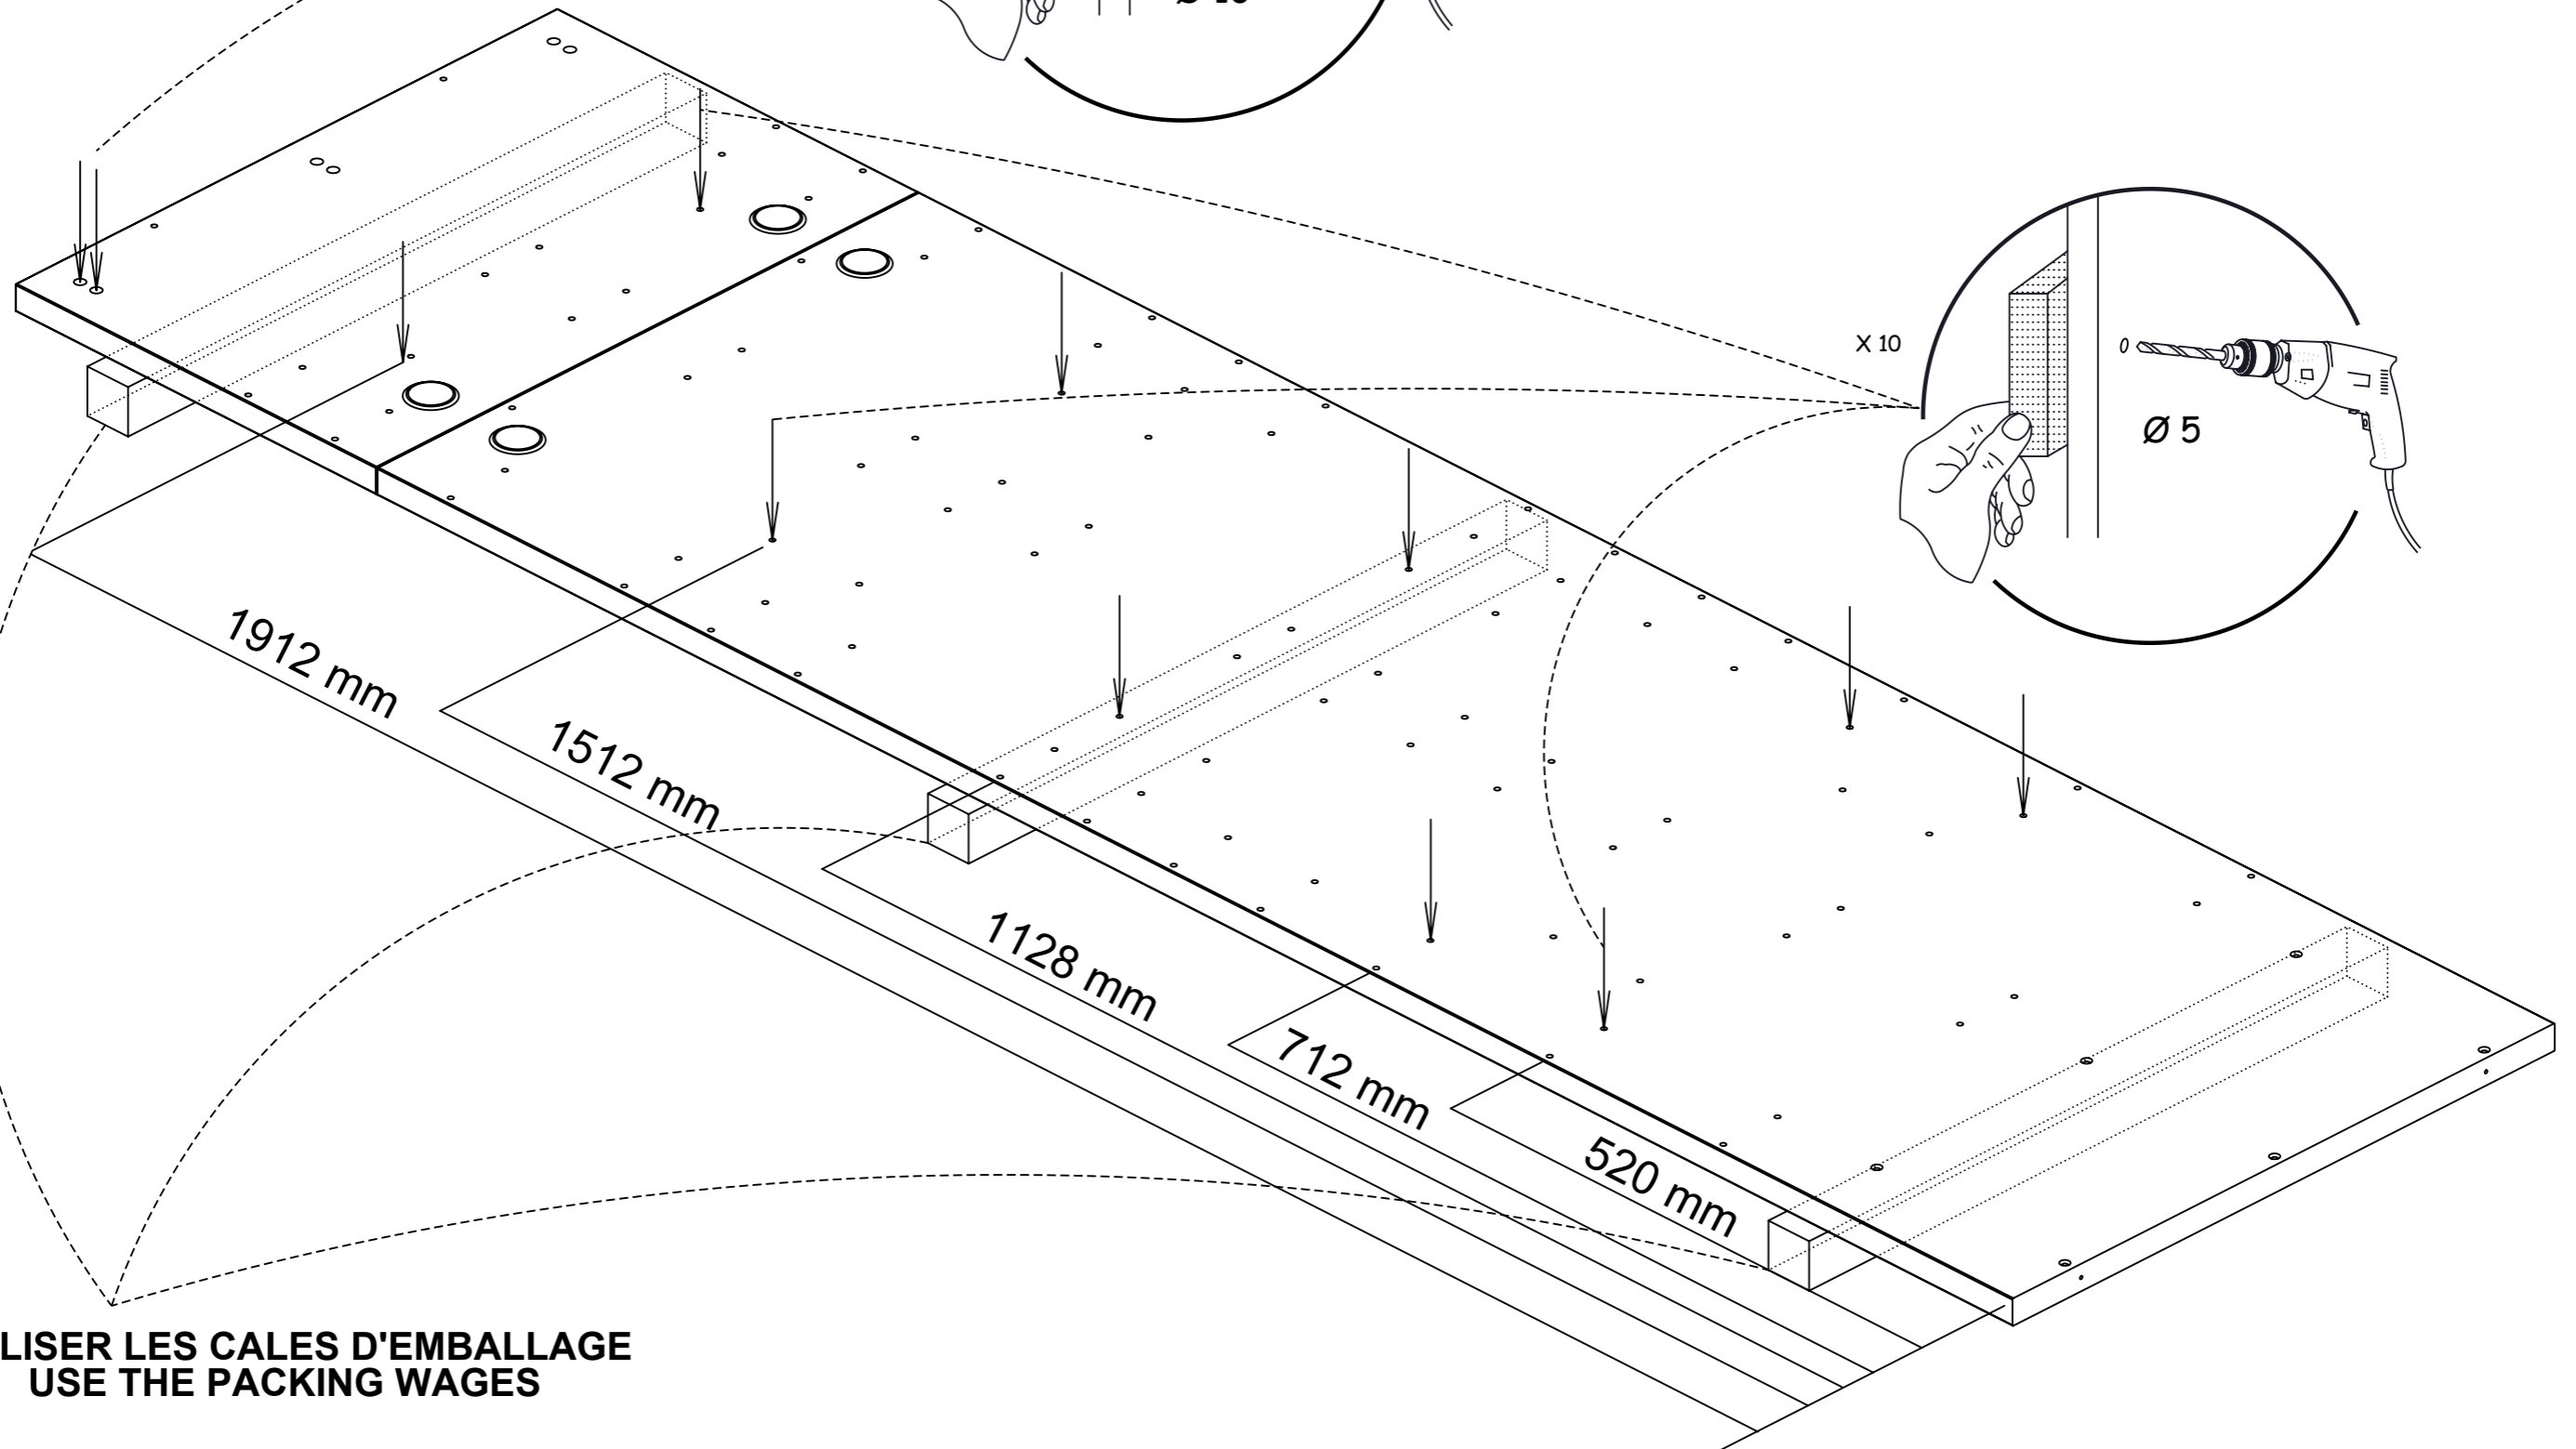 X 10
Ø 5
1912 mm
1512 mm
1128 mm
712 mm
520 mm
LISER LES CALES D'EMBALLAGE
USE THE PACKING WAGES